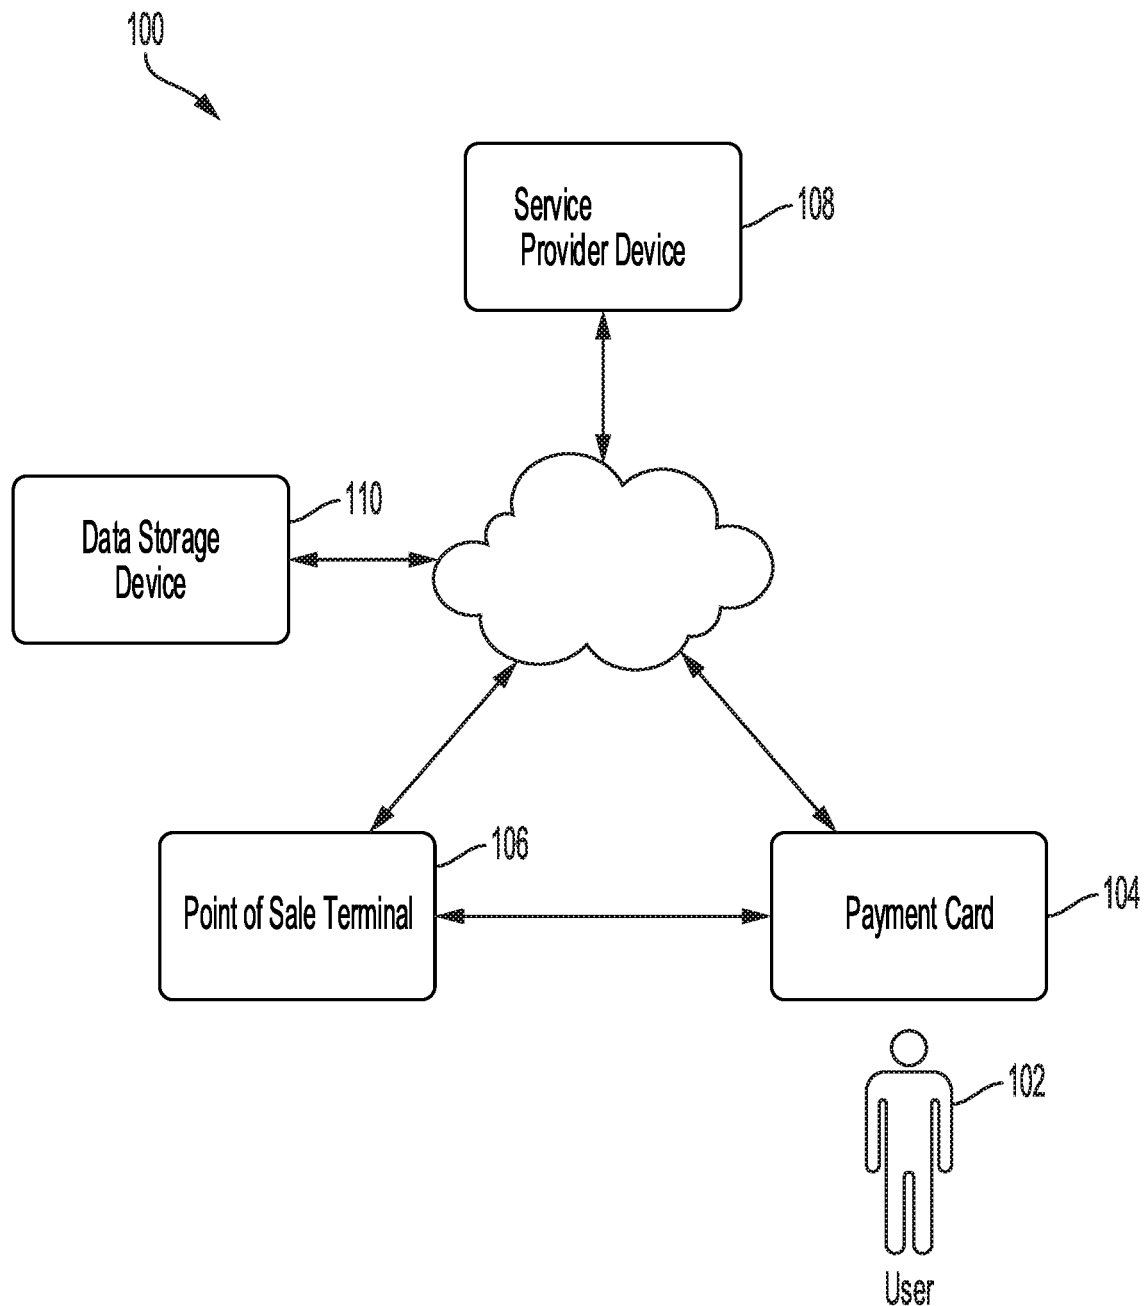 100
Service
Provider Device
108
110
Data Storage
Device
106
Point of Sale Terminal
104
Payment Card
102
User